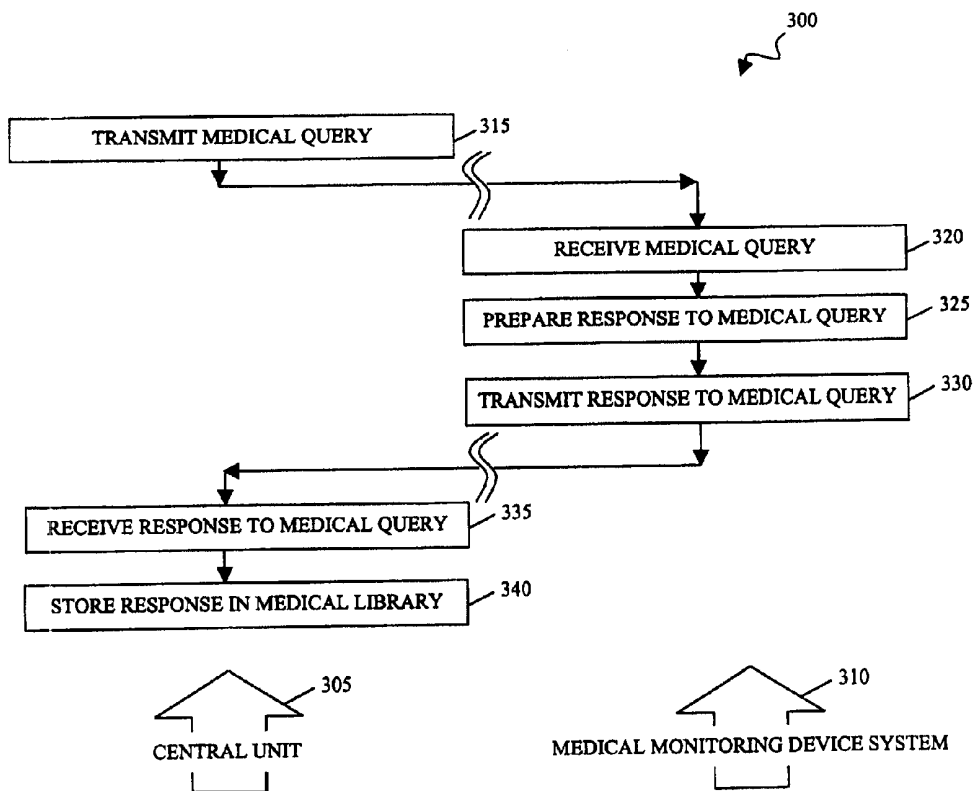 300
TRANSMIT MEDICAL QUERY
315
RECEIVE MEDICAL QUERY
320
PREPARE RESPONSE TO MEDICAL QUERY
325
TRANSMIT RESPONSE TO MEDICAL QUERY
330
RECEIVE RESPONSE TO MEDICAL QUERY
335
STORE RESPONSE IN MEDICAL LIBRARY
340
305
CENTRAL UNIT
310
MEDICAL MONITORING DEVICE SYSTEM